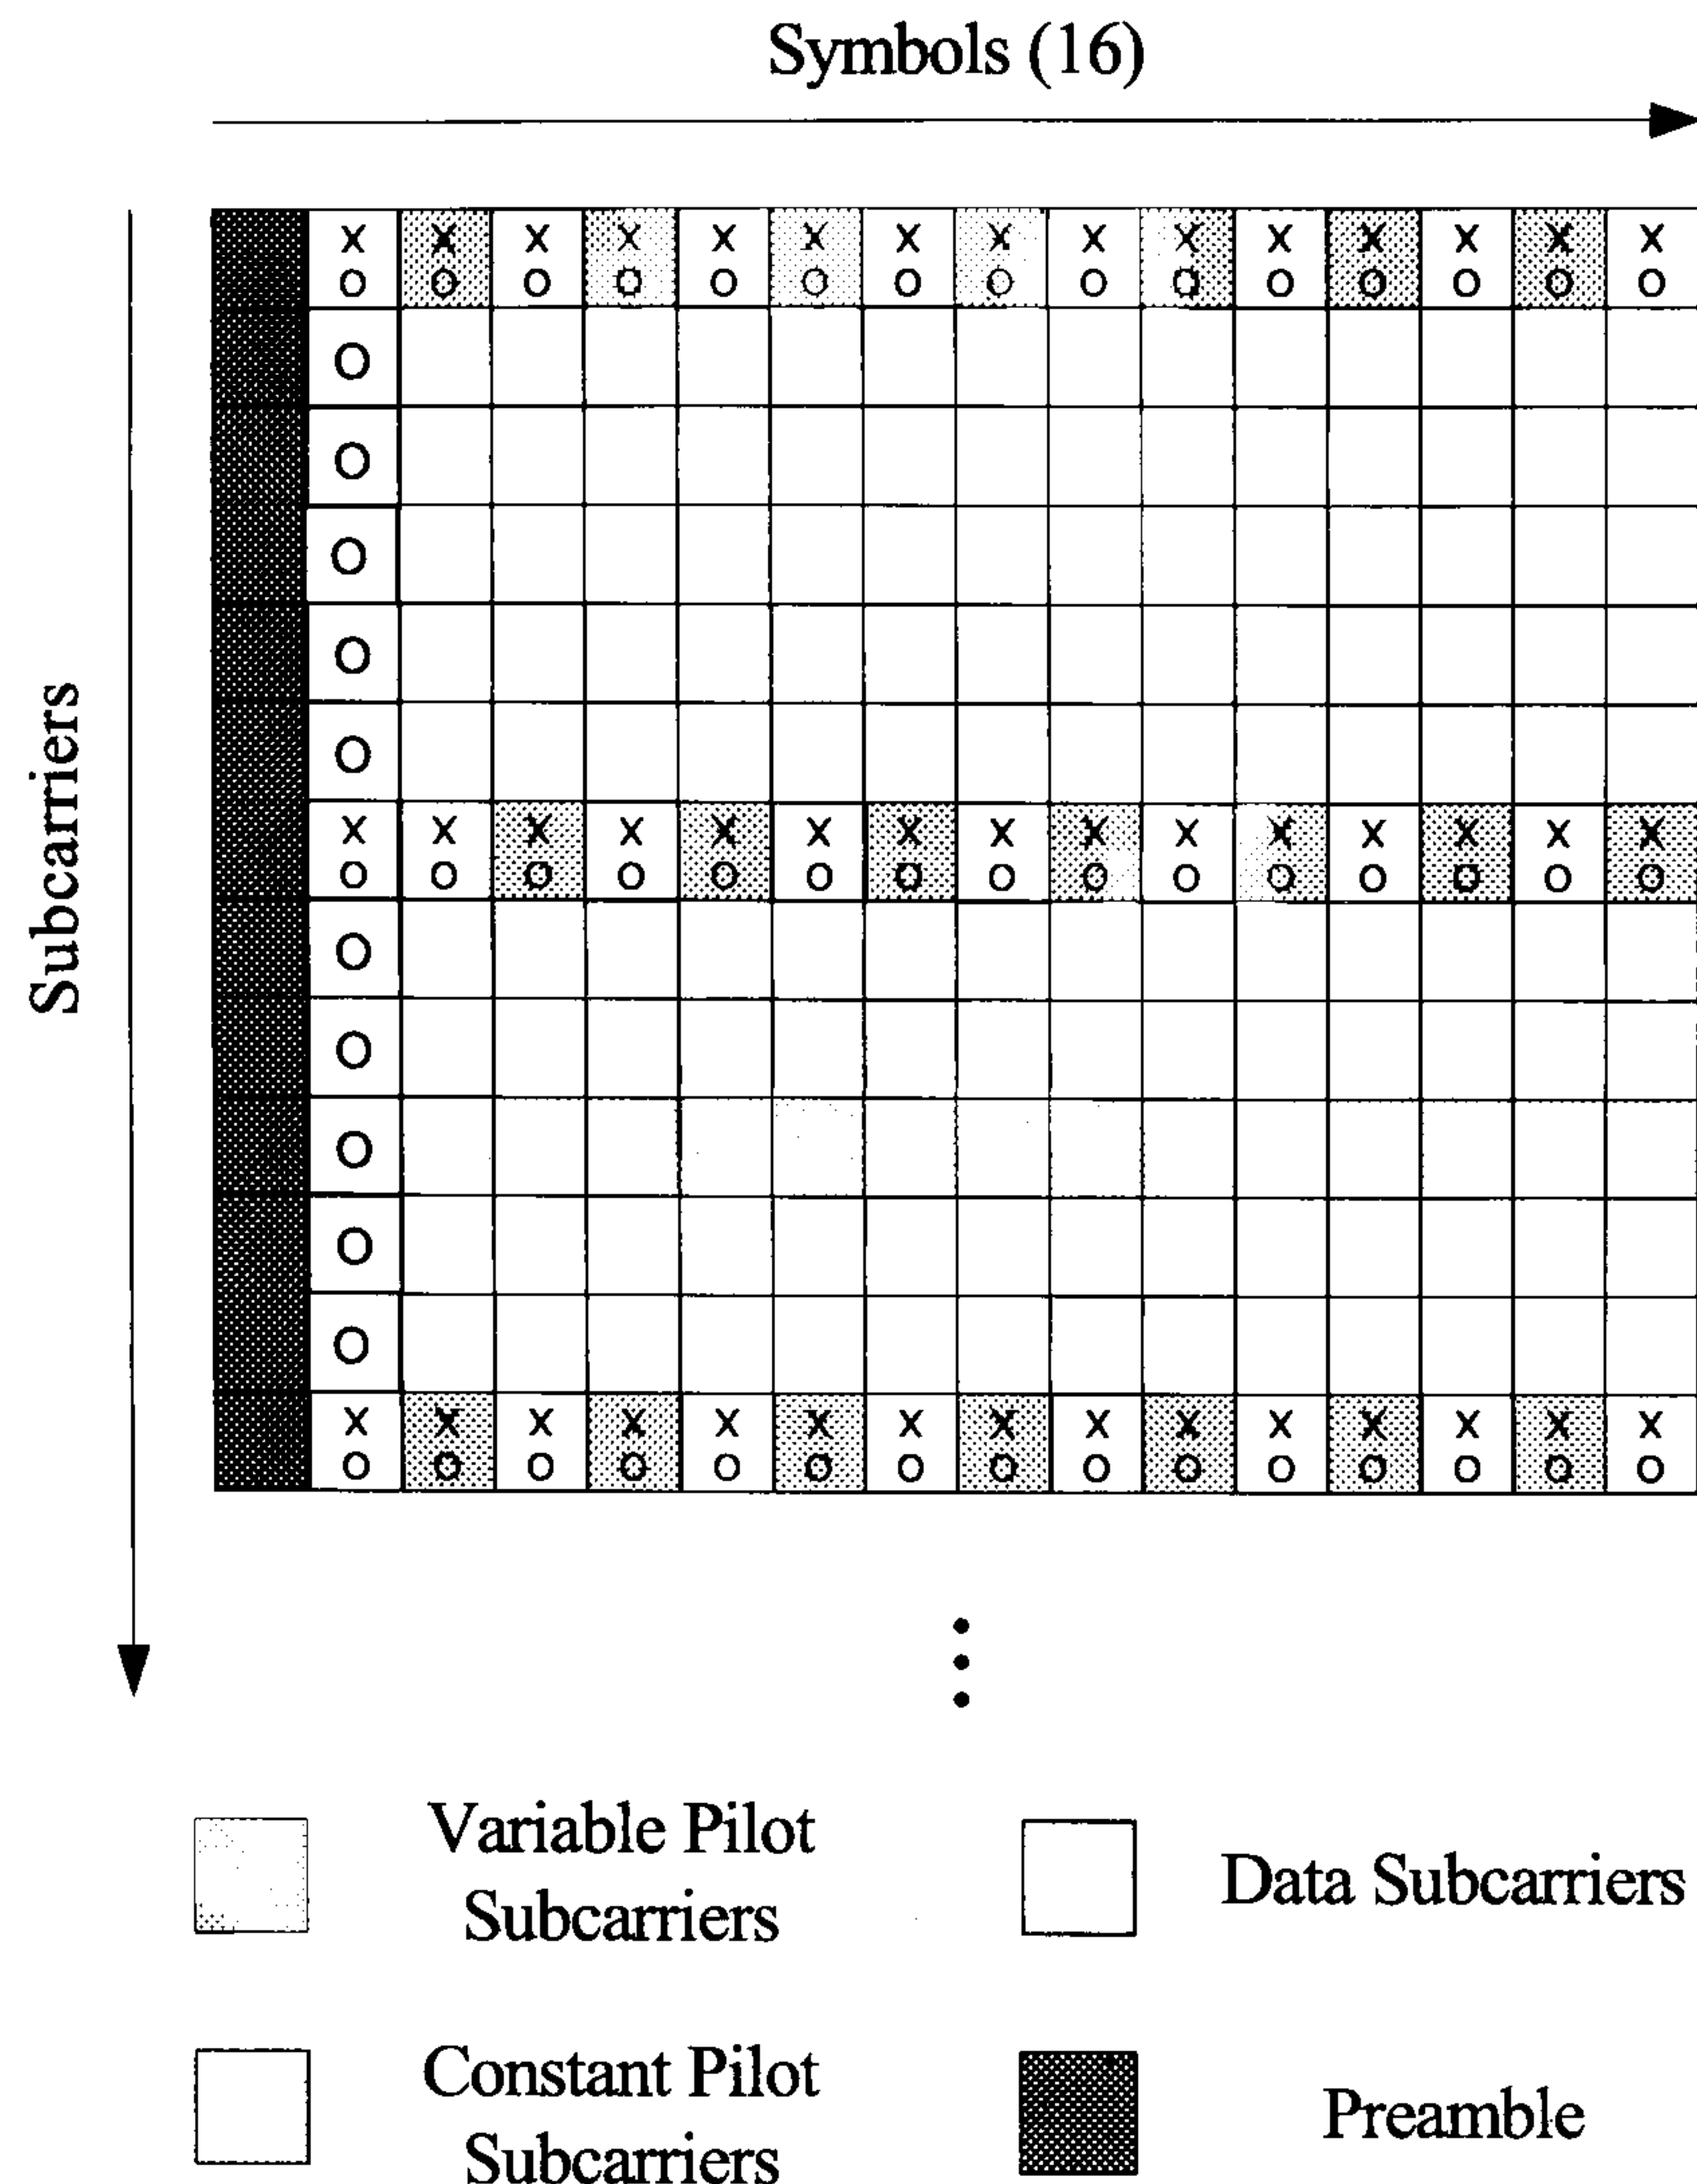 Symbols (16)
X X X X X X X X X X X X X X X
O O O O O O O O O O O O O O O
O
O
O
O
O
Subcarriers
X X X X X X X X X X X X X X X
O O O O O O O O O O O O O O O
O
O
O
O
O
X X X X X X X X X X X X X X X
O O O O O O O O O O O O O O O
Variable Pilot
Subcarriers
Data Subcarriers
Constant Pilot
Subcarriers
Preamble